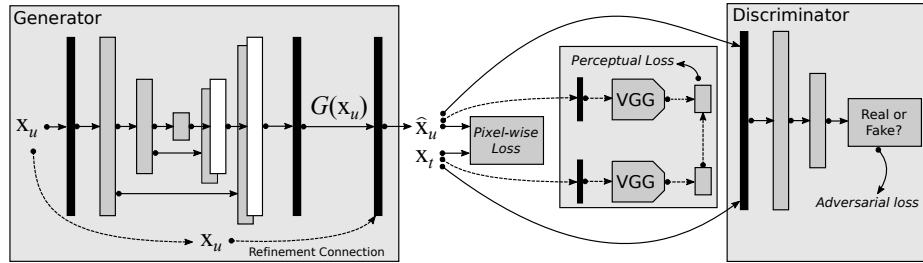 Generator
x_u
G(x_u)
x_u
Refinement Connection
x̂_u
x_t
Pixel-wise
Loss
Perceptual Loss
VGG
VGG
Discriminator
Real or
Fake?
Adversarial loss